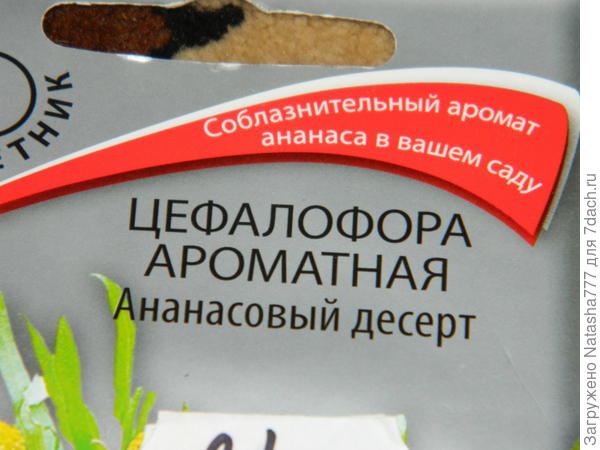 Соблазнительный аромат
ананаса в вашем саду
ЦЕФАЛОФОРА
АРОМАТНАЯ
Ананасовый десерт
Загружено Natasha777 для 7dach.ru